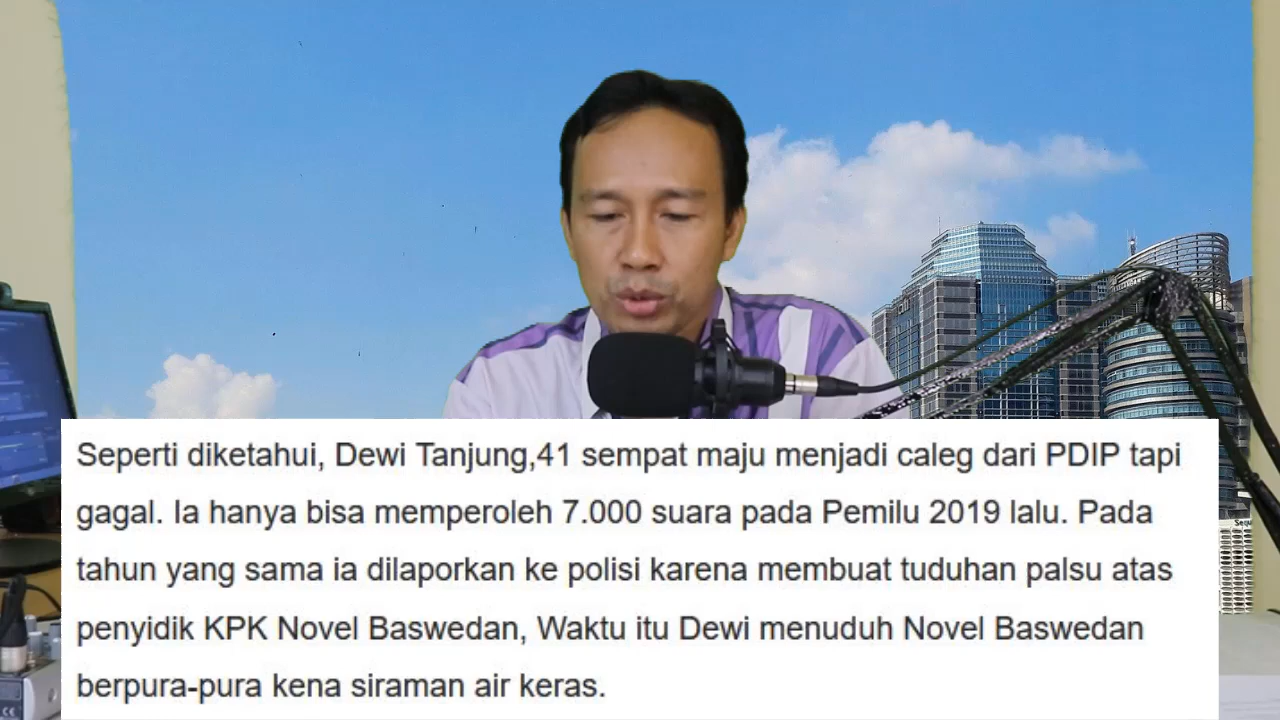 Seperti diketahui, Dewi Tanjung,41 sempat maju menjadi caleg dari PDIP tapi
gagal. Ia hanya bisa memperoleh 7.000 suara pada Pemilu 2019 lalu. Pada
tahun yang sama ia dilaporkan ke polisi karena membuat tuduhan palsu atas
penyidik KPK Novel Baswedan, Waktu itu Dewi menuduh Novel Baswedan
berpura-pura kena siraman air keras.